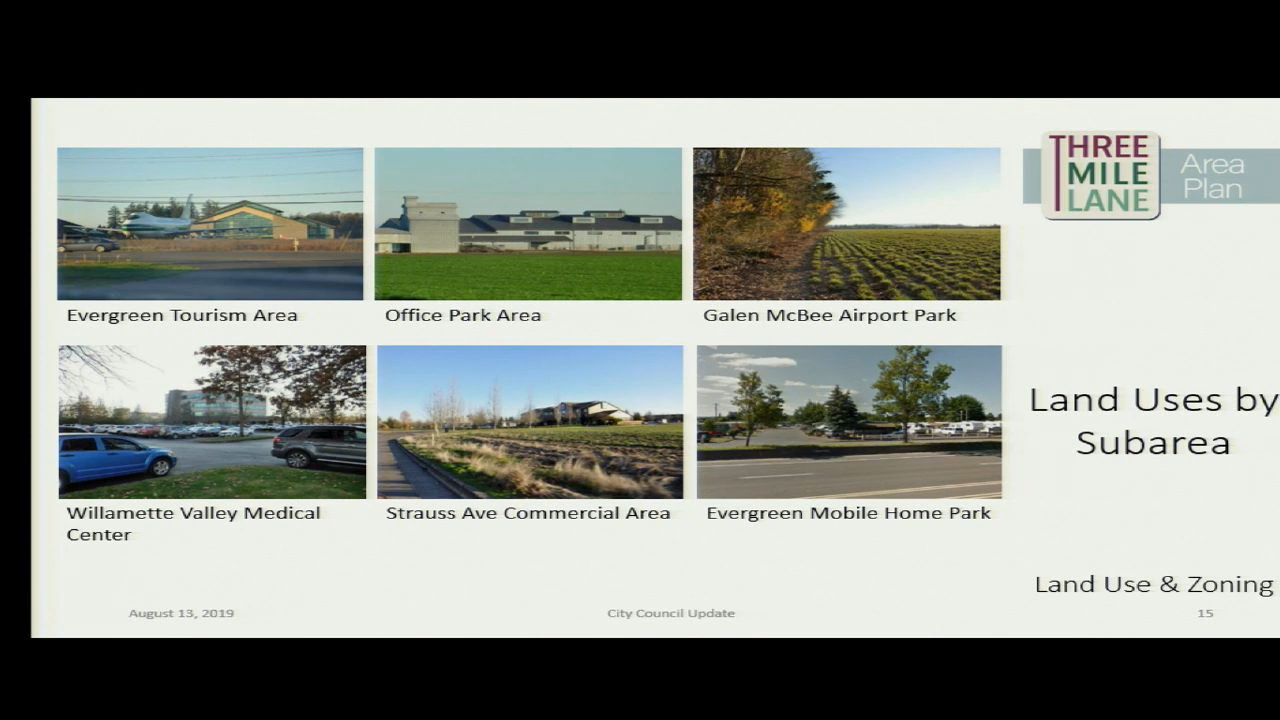 THREE
MILE
LANE
Area
Plan
Evergreen Tourism Area
Office Park Area
Galen McBee Airport Park
Land Uses by
Subarea
Willamette Valley Medical
Center
Strauss Ave Commercial Area
Evergreen Mobile Home Park
Land Use & Zoning
August 13, 2019
City Council Update
15